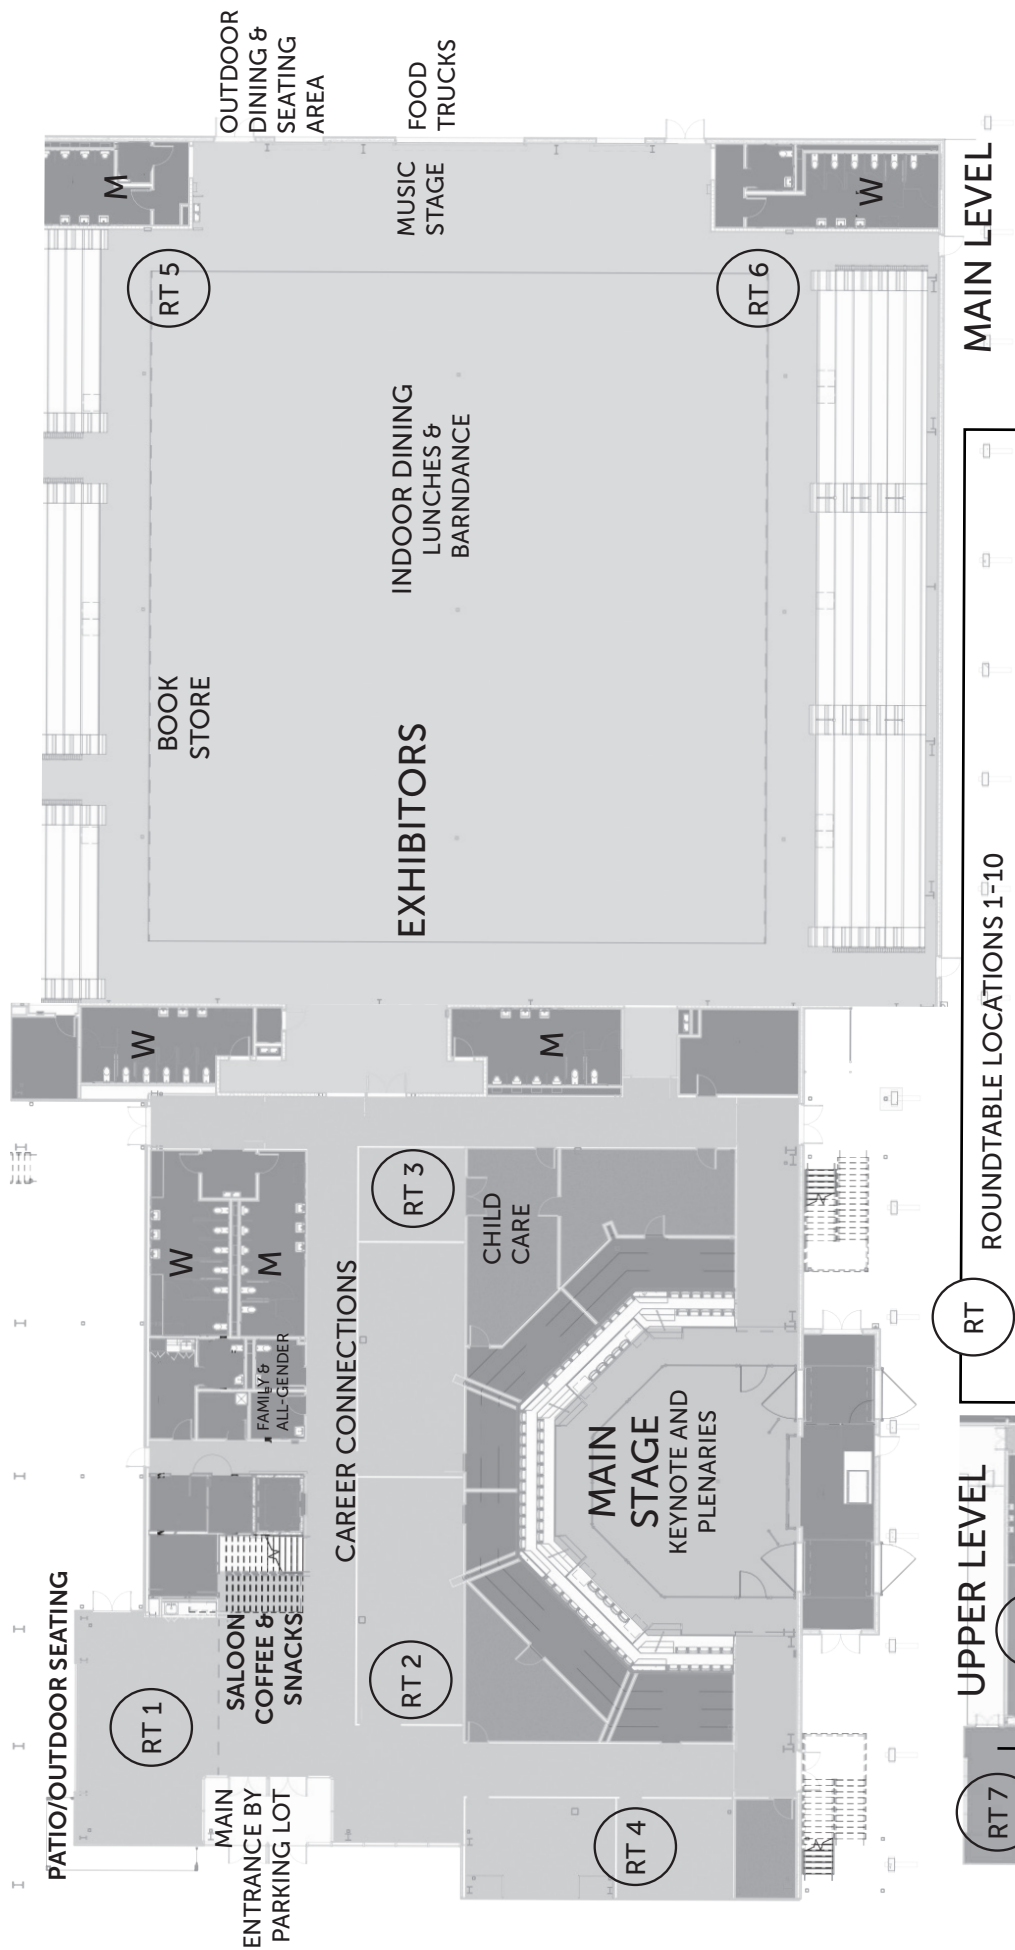 PATIO/OUTDOOR SEATING
RT 1
MAIN
ENTRANCE BY
PARKING LOT
SALOON
COFFEE &
SNACKS
FAMILY &
ALL-GENDER
W
M
CAREER CONNECTIONS
RT 2
RT 3
RT 4
CHILD
CARE
MAIN
STAGE
KEYNOTE AND
PLENARIES
W
M
BOOK
STORE
EXHIBITORS
INDOOR DINING
LUNCHES &
BARNDANCE
RT 5
RT 6
M
W
MUSIC
STAGE
OUTDOOR
DINING &
SEATING
AREA
FOOD
TRUCKS
MAIN LEVEL
UPPER LEVEL
RT 7
RT
ROUNDTABLE LOCATIONS 1-10